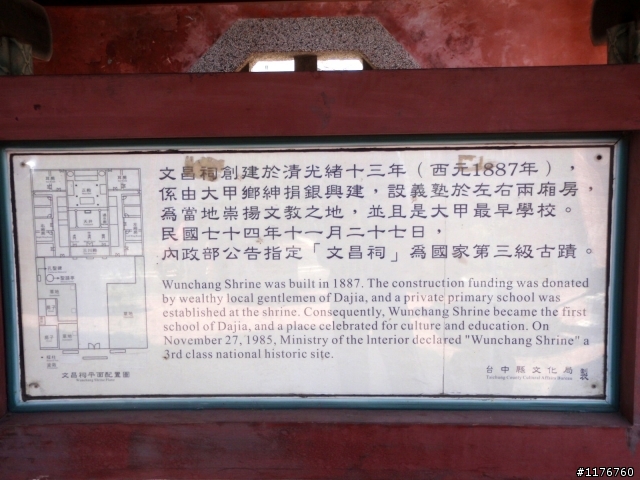 文昌祠創建於清光緒十三年（西元1887年），
係由大甲鄉紳捐銀興建，設義塾於左右兩廂房，
為當地崇揚文教之地，並且是大甲最早學校。
民國七十四年十一月二十七日，
內政部公告指定「文昌祠」為國家第三級古蹟。
Wunchang Shrine was built in 1887. The construction funding was donated
by wealthy local gentlemen of Dajia, and a private primary school was
established at the shrine. Consequently, Wunchang Shrine became the first
school of Dajia, and a place celebrated for culture and education. On
November 27, 1985, Ministry of the Interior declared "Wunchang Shrine" a
3rd class national historic site.
文昌祠平面配置圖
台中縣文化局 製
#1176760